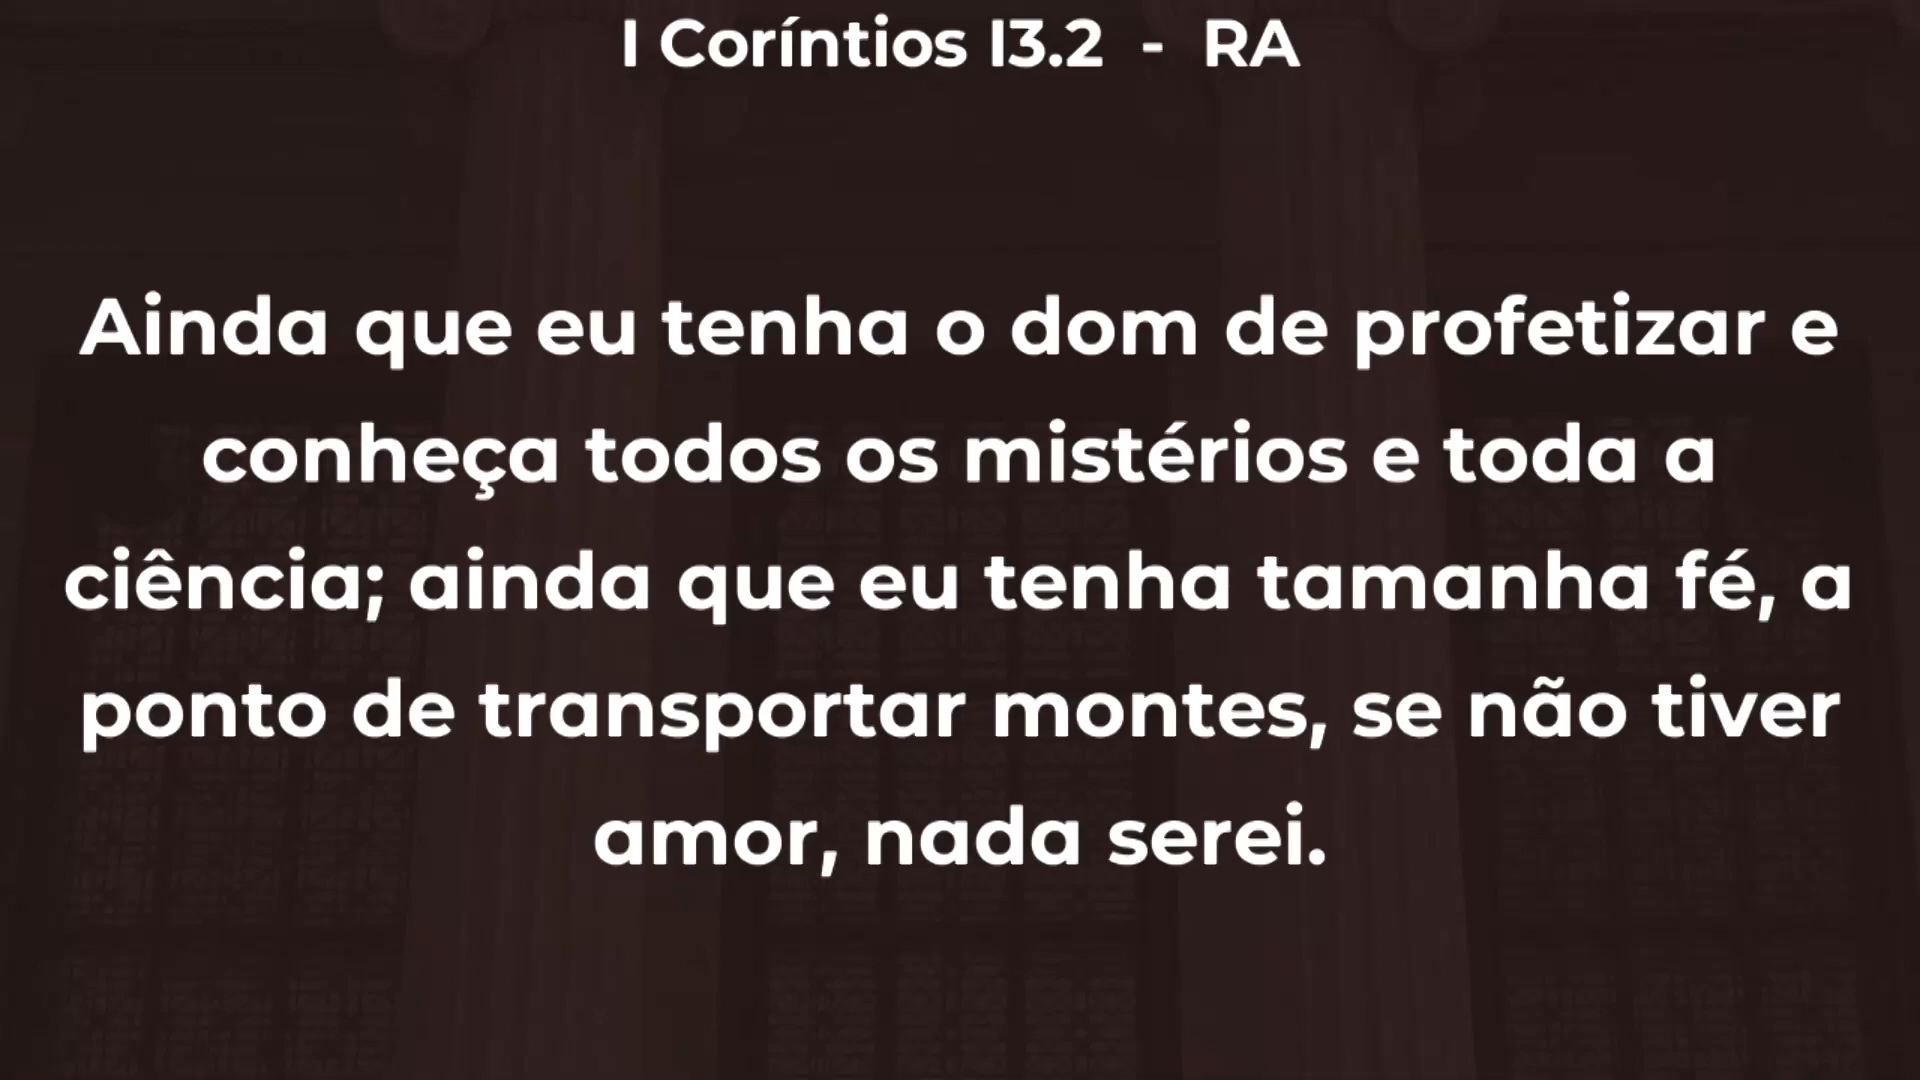 I Coríntios I3.2 - RA
Ainda que eu tenha o dom de profetizar e
conheça todos os mistérios e toda a
ciência; ainda que eu tenha tamanha fé, a
ponto de transportar montes, se não tiver
amor, nada serei.